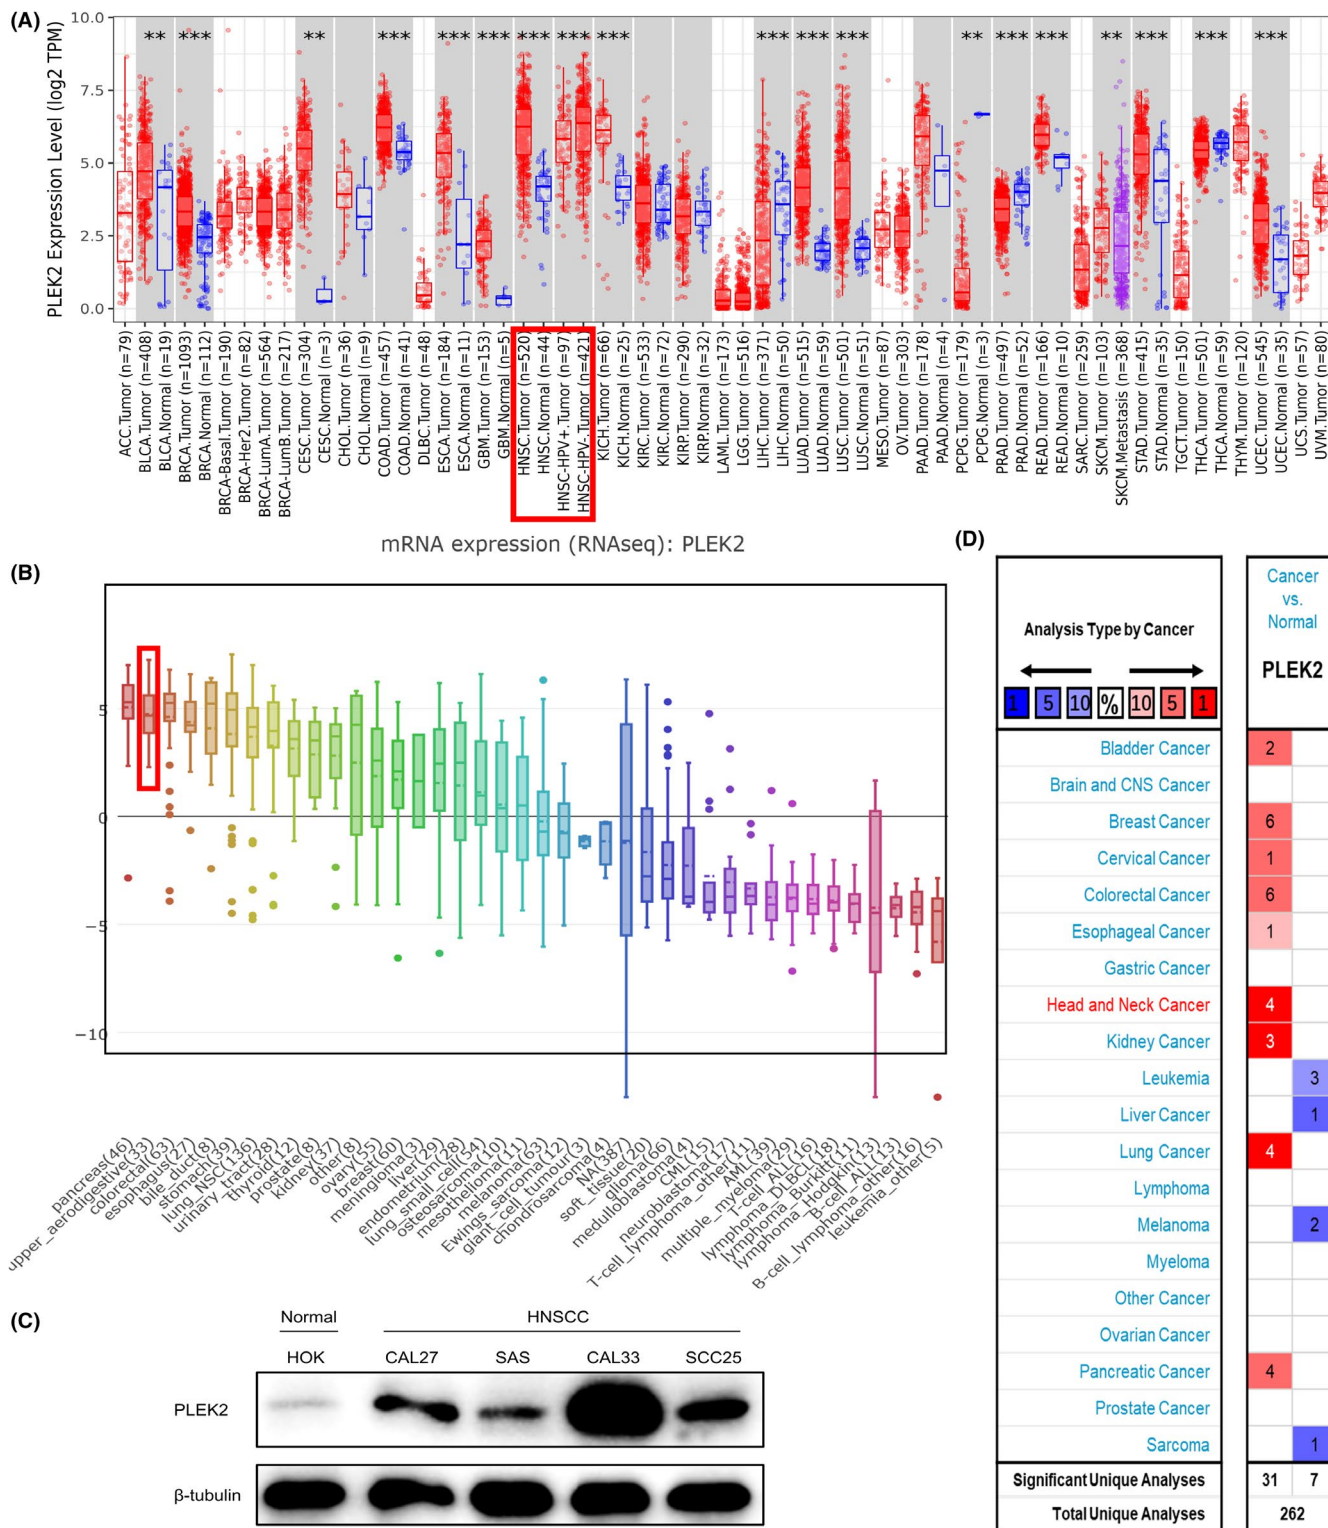 (A)
PLEK2 Expression Level (log2 TPM)
10.0
7.5
5.0
2.5
0.0
** *** ** *** *** *** *** *** *** *** *** *** ** *** *** ** *** *** ***
ACC.Tumor (n=79)
BLCA.Tumor (n=408)
BLCA.Normal (n=19)
BRCA.Tumor (n=1093)
BRCA.Normal (n=112)
BRCA-Basal.Tumor (n=190)
BRCA-Her2.Tumor (n=82)
BRCA-LumA.Tumor (n=564)
BRCA-LumB.Tumor (n=217)
CESC.Tumor (n=304)
CESC.Normal (n=3)
CHOL.Tumor (n=36)
CHOL.Normal (n=9)
COAD.Tumor (n=457)
COAD.Normal (n=41)
DLBC.Tumor (n=48)
ESCA.Tumor (n=184)
ESCA.Normal (n=11)
GBM.Tumor (n=153)
GBM.Normal (n=5)
HNSC.Tumor (n=520)
HNSC.Normal (n=44)
HNSC-HPV+.Tumor (n=97)
HNSC-HPV-.Tumor (n=421)
KICH.Tumor (n=66)
KICH.Normal (n=25)
KIRC.Tumor (n=533)
KIRC.Normal (n=72)
KIRP.Tumor (n=290)
KIRP.Normal (n=32)
LAML.Tumor (n=173)
LGG.Tumor (n=516)
LIHC.Tumor (n=371)
LIHC.Normal (n=50)
LUAD.Tumor (n=515)
LUAD.Normal (n=59)
LUSC.Tumor (n=501)
LUSC.Normal (n=51)
MESO.Tumor (n=87)
OV.Tumor (n=303)
PAAD.Tumor (n=178)
PAAD.Normal (n=4)
PCPG.Tumor (n=179)
PCPG.Normal (n=3)
PRAD.Tumor (n=497)
PRAD.Normal (n=52)
READ.Tumor (n=166)
READ.Normal (n=10)
SARC.Tumor (n=259)
SKCM.Tumor (n=103)
SKCM.Metastasis (n=368)
STAD.Tumor (n=415)
STAD.Normal (n=35)
TGCT.Tumor (n=150)
THCA.Tumor (n=501)
THCA.Normal (n=59)
THYM.Tumor (n=120)
UCEC.Tumor (n=545)
UCEC.Normal (n=35)
UCS.Tumor (n=57)
UVM.Tumor (n=80)
(B)
mRNA expression (RNAseq): PLEK2
5
0
−5
−10
pancreas(46)
upper_aerodigestive(33)
colorectal(63)
esophagus(27)
bile_duct(8)
stomach(39)
lung_NSC(136)
urinary_tract(28)
thyroid(12)
prostate(8)
kidney(37)
other(8)
ovary(55)
breast(60)
meningioma(3)
liver(29)
endometrium(28)
lung_small_cell(54)
osteosarcoma(10)
mesothelioma(11)
melanoma(63)
Ewings_sarcoma(12)
giant_cell_tumour(3)
chondrosarcoma(4)
NA(387)
soft_tissue(20)
glioma(66)
medulloblastoma(4)
CML(15)
neuroblastoma(17)
T-cell_lymphoma_other(11)
AML(39)
multiple_myeloma(29)
T-cell_ALL(16)
lymphoma_DLBCL(18)
lymphoma_Burkitt(11)
lymphoma_Hodgkin(13)
B-cell_ALL(13)
B-cell_lymphoma_other(16)
leukemia_other(5)
(C)
Normal HNSCC
HOK CAL27 SAS CAL33 SCC25
PLEK2
β-tubulin
(D)
Analysis Type by Cancer
1 5 10 % 10 5 1
Cancer
vs.
Normal
PLEK2
Bladder Cancer 2
Brain and CNS Cancer
Breast Cancer 6
Cervical Cancer 1
Colorectal Cancer 6
Esophageal Cancer 1
Gastric Cancer
Head and Neck Cancer 4
Kidney Cancer 3
Leukemia 3
Liver Cancer 1
Lung Cancer 4
Lymphoma
Melanoma 2
Myeloma
Other Cancer
Ovarian Cancer
Pancreatic Cancer 4
Prostate Cancer
Sarcoma 1
Significant Unique Analyses 31 7
Total Unique Analyses 262